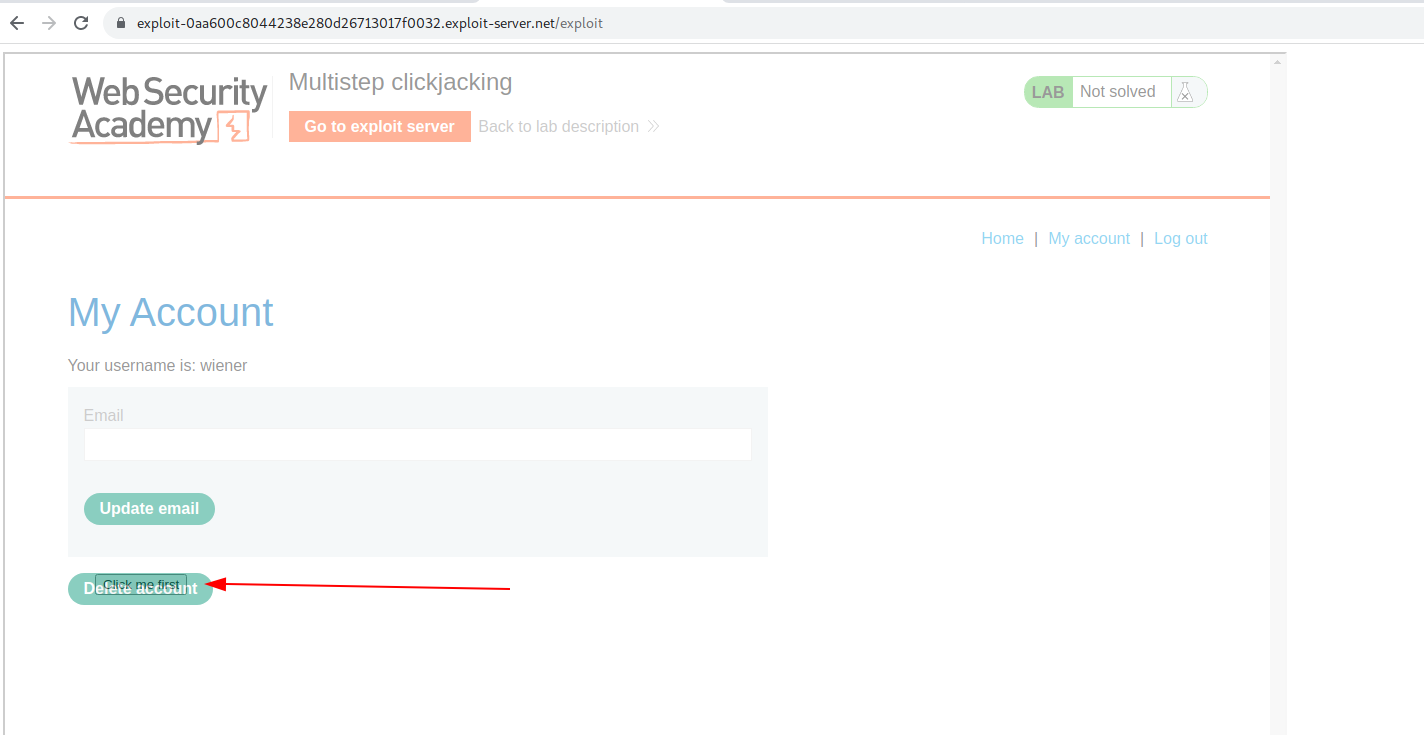 exploit-0aa600c8044238e280d26713017f0032.exploit-server.net/exploit
Web Security
Academy
Multistep clickjacking
Go to exploit server Back to lab description
LAB Not solved
Home | My account | Log out
My Account
Your username is: wiener
Email
Update email
Click me first
Delete account